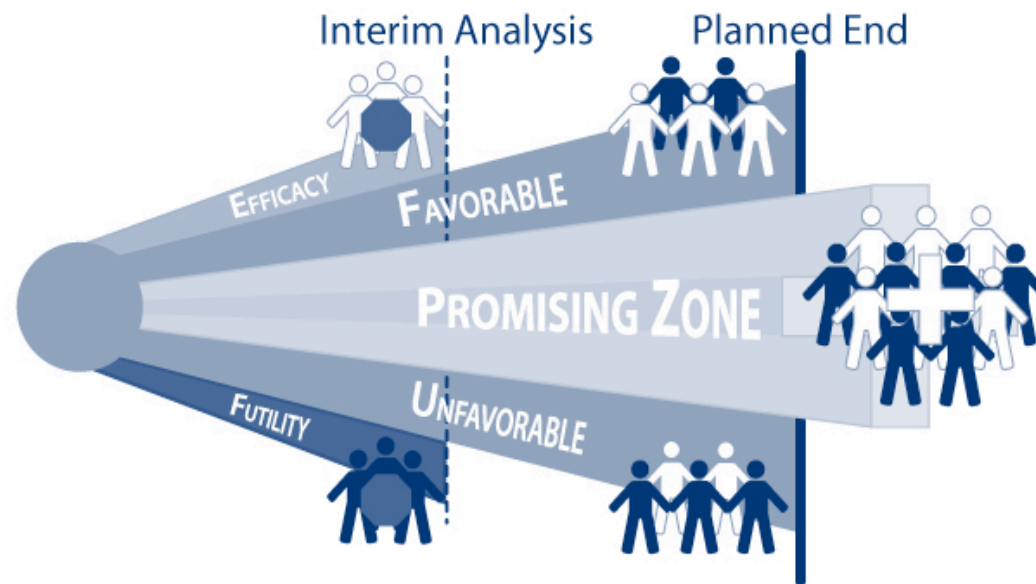 Interim Analysis
Planned End
EFFICACY
FAVORABLE
PROMISING ZONE
UNFAVORABLE
FUTILITY